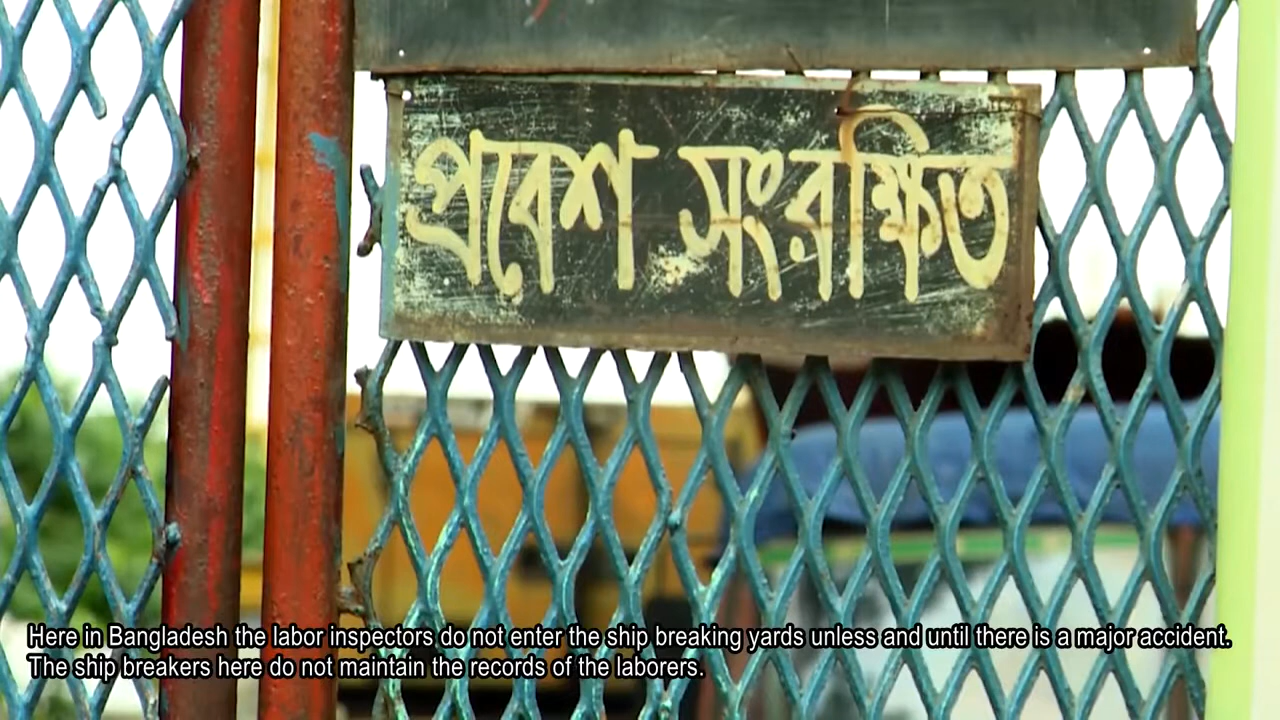 প্রবেশ সংরক্ষিত
Here in Bangladesh the labor inspectors do not enter the ship breaking yards unless and until there is a major accident.
The ship breakers here do not maintain the records of the laborers.